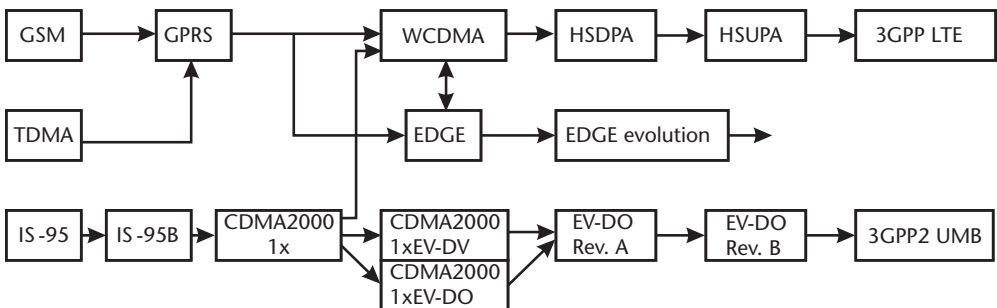 GSM
GPRS
WCDMA
HSDPA
HSUPA
3GPP LTE
TDMA
EDGE
EDGE evolution
IS-95
IS-95B
CDMA2000
1x
CDMA2000
1xEV-DV
CDMA2000
1xEV-DO
EV-DO
Rev. A
EV-DO
Rev. B
3GPP2 UMB